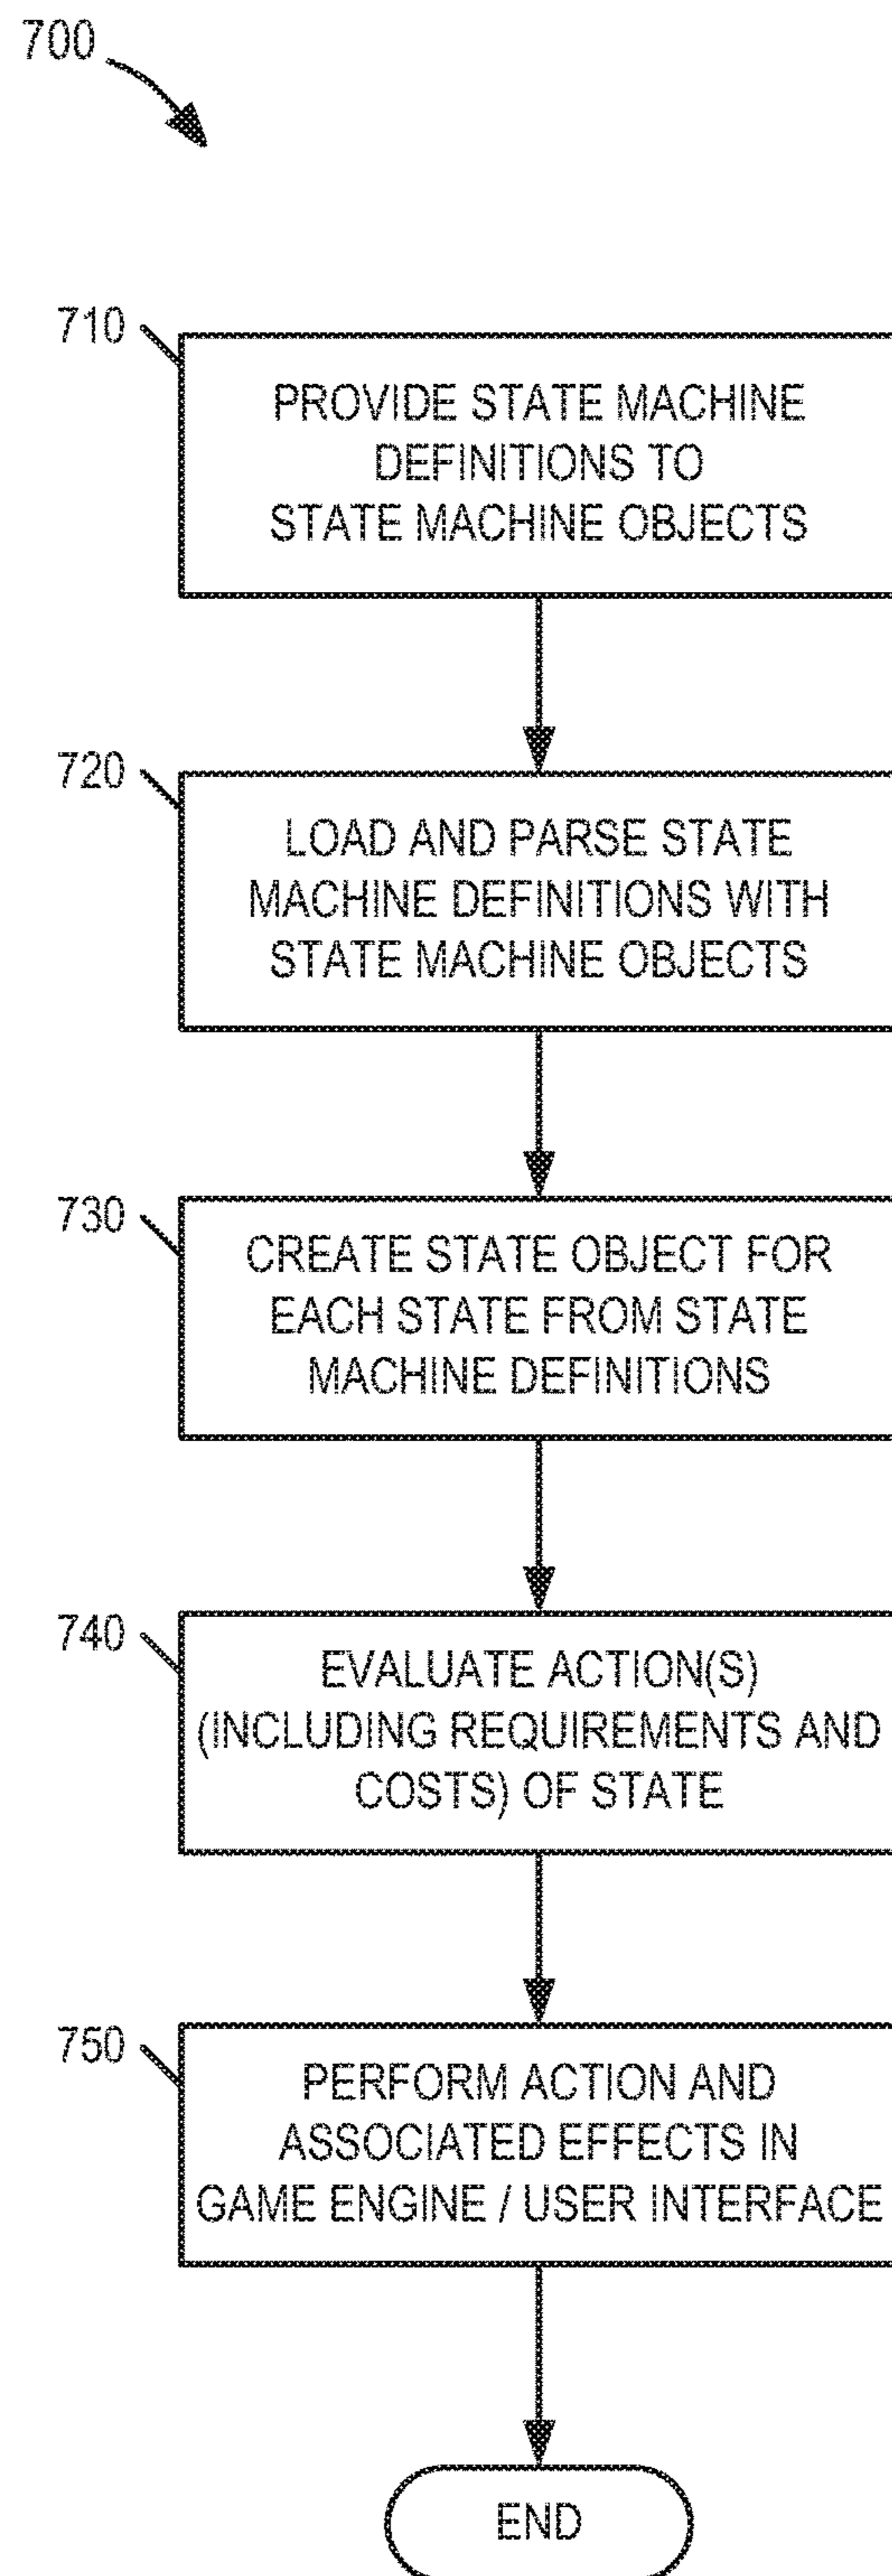 700
710
PROVIDE STATE MACHINE
DEFINITIONS TO
STATE MACHINE OBJECTS
720
LOAD AND PARSE STATE
MACHINE DEFINITIONS WITH
STATE MACHINE OBJECTS
730
CREATE STATE OBJECT FOR
EACH STATE FROM STATE
MACHINE DEFINITIONS
740
EVALUATE ACTION(S)
(INCLUDING REQUIREMENTS AND
COSTS) OF STATE
750
PERFORM ACTION AND
ASSOCIATED EFFECTS IN
GAME ENGINE / USER INTERFACE
END